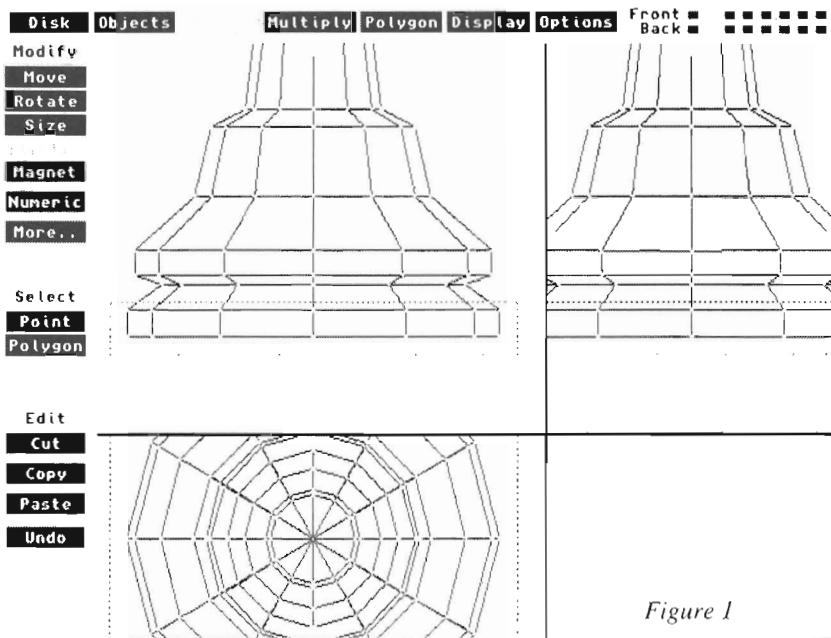 Disk Objects Multiply Polygon Display Options Front
Back
Modify
Move
Rotate
Size
Magnet
Numeric
More..
Select
Point
Polygon
Edit
Cut
Copy
Paste
Undo
Figure 1